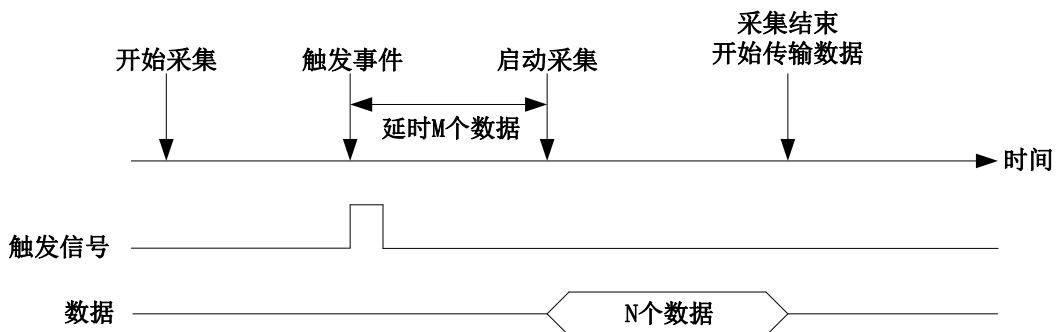 采集结束
开始传输数据
开始采集
触发事件
启动采集
延时M个数据
时间
触发信号
数据
N个数据